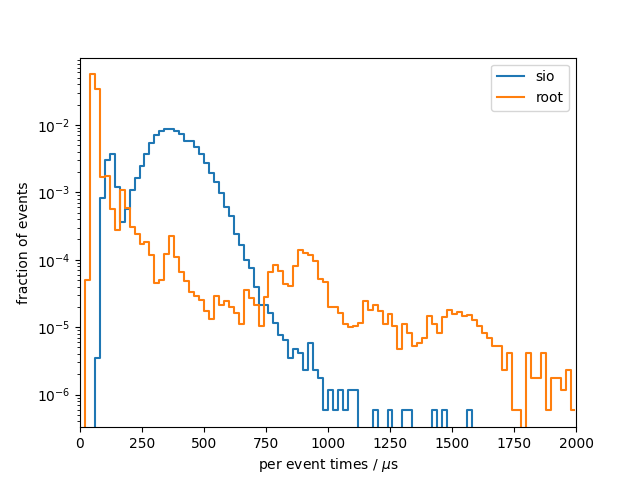 sio
root
fraction of events
10⁻²
10⁻³
10⁻⁴
10⁻⁵
10⁻⁶
0 250 500 750 1000 1250 1500 1750 2000
per event times / μs